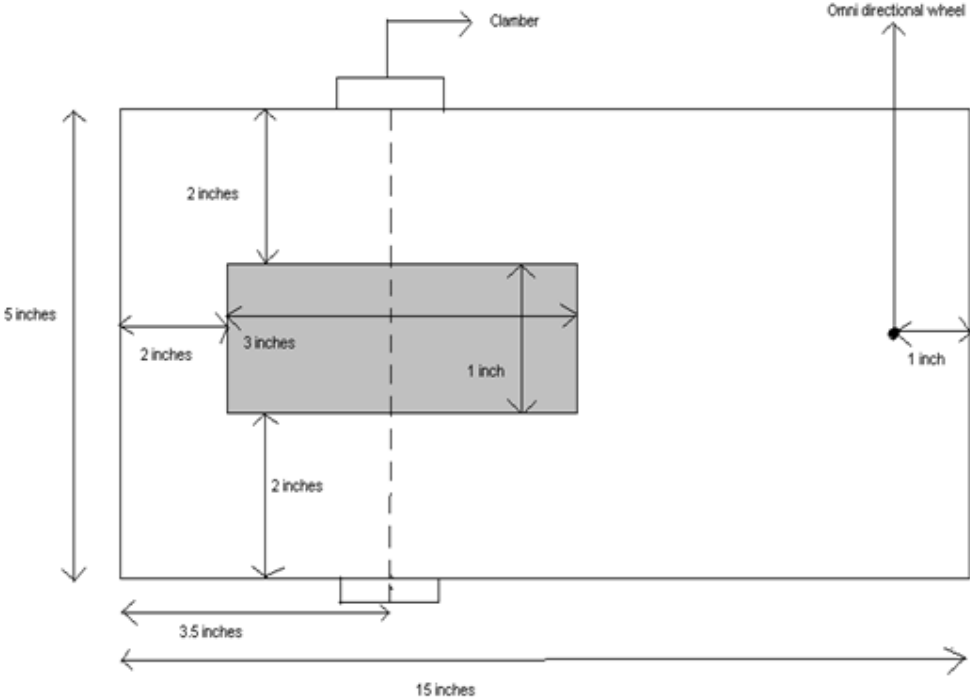 Omni directional wheel
Clamber
2 inches
5 inches
3 inches
2 inches
1 inch
1 inch
2 inches
3.5 inches
15 inches